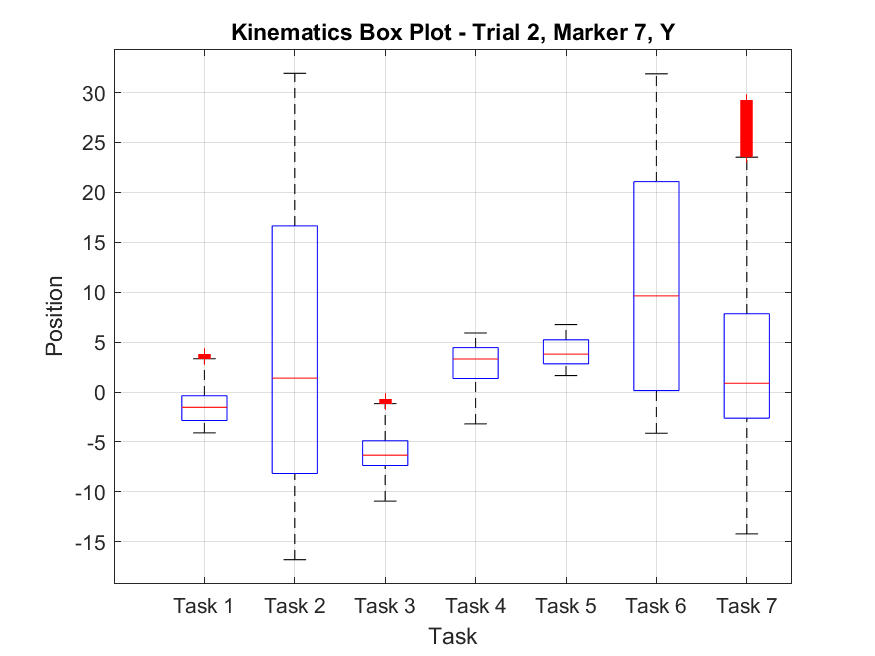 Kinematics Box Plot - Trial 2, Marker 7, Y
Position
30
25
20
15
10
5
0
-5
-10
-15
Task 1 Task 2 Task 3 Task 4 Task 5 Task 6 Task 7
Task